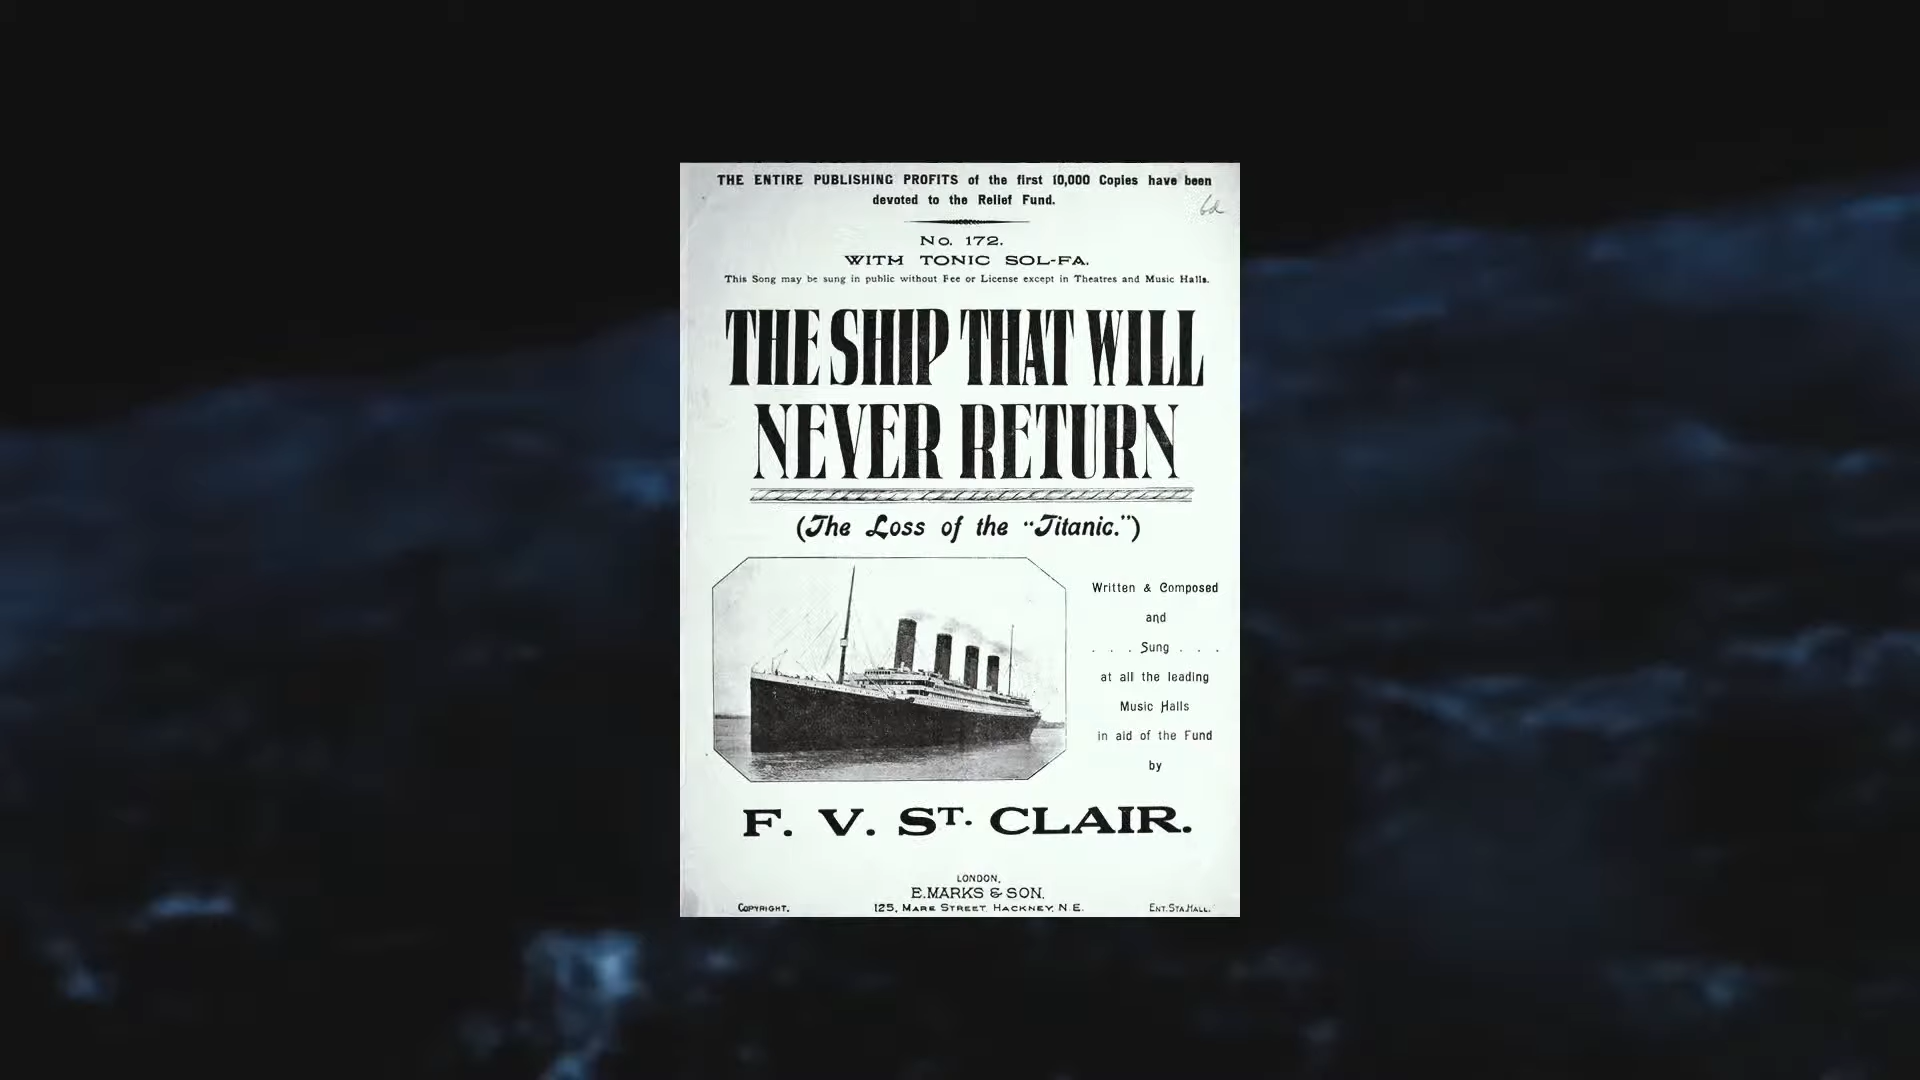 THE ENTIRE PUBLISHING PROFITS of the first 10,000 Copies have been
devoted to the Relief Fund.
6d
No. 172.
WITH TONIC SOL-FA.
This Song may be sung in public without Fee or License except in Theatres and Music Halls.
THE SHIP THAT WILL
NEVER RETURN
(The Loss of the "Titanic.")
Written & Composed
and
. . . Sung . . .
at all the leading
Music Halls
in aid of the Fund
by
F. V. ST. CLAIR.
LONDON,
E. MARKS & SON,
COPYRIGHT. 125, MARE STREET, HACKNEY, N.E. ENT. STA. HALL.